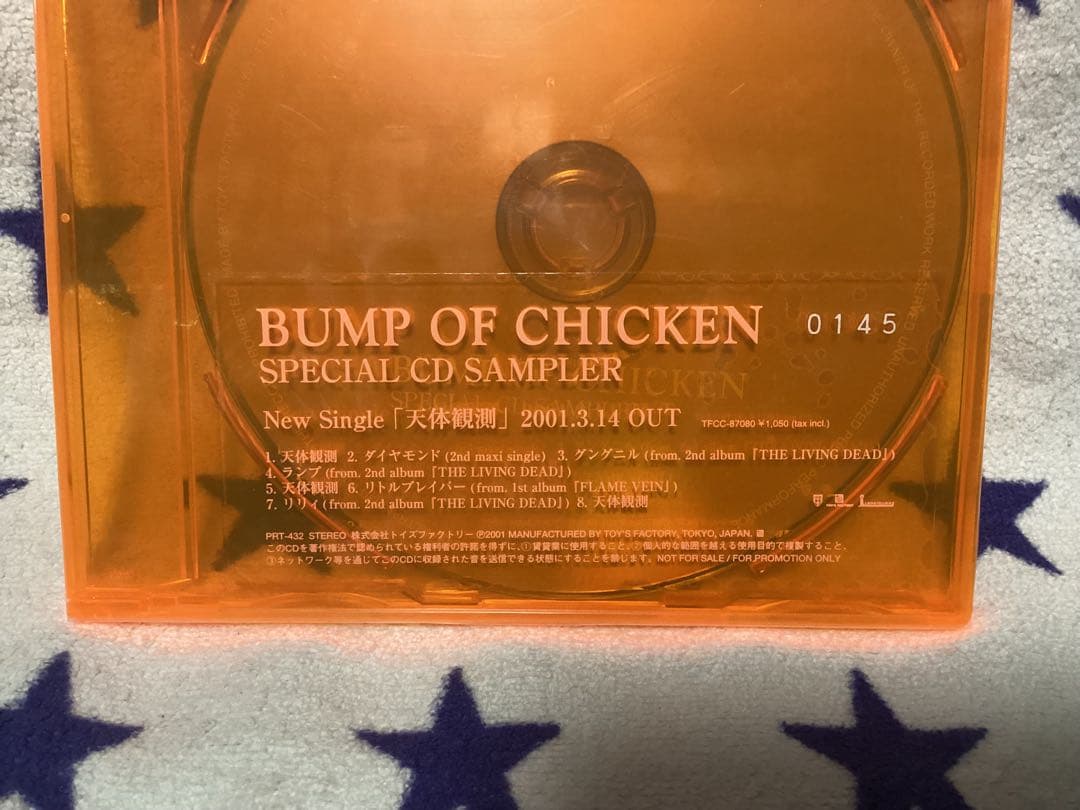 BUMP OF CHICKEN 0145
SPECIAL CD SAMPLER
New Single「天体観測」2001.3.14 OUT TFCC-87080 ¥1,050 (tax incl.)
1. 天体観測 2. ダイヤモンド (2nd maxi single) 3. グングニル (from. 2nd album『THE LIVING DEAD』)
4. ランプ (from. 2nd album『THE LIVING DEAD』)
5. 天体観測 6. リトルブレイバー (from. 1st album『FLAME VEIN』)
7. リリィ (from. 2nd album『THE LIVING DEAD』) 8. 天体観測
PRT-432 STEREO 株式会社トイズファクトリー ℗2001 MANUFACTURED BY TOY'S FACTORY, TOKYO, JAPAN.
このCDを著作権法で認められている権利者の許諾を得ずに、①賃貸業に使用すること、②個人的な範囲を越える使用目的で複製すること、
③ネットワーク等を通じてこのCDに収録された音を送信できる状態にすることを禁じます。NOT FOR SALE / FOR PROMOTION ONLY
OF THE RECORDED WORK RESERVED UNAUTHORIZED